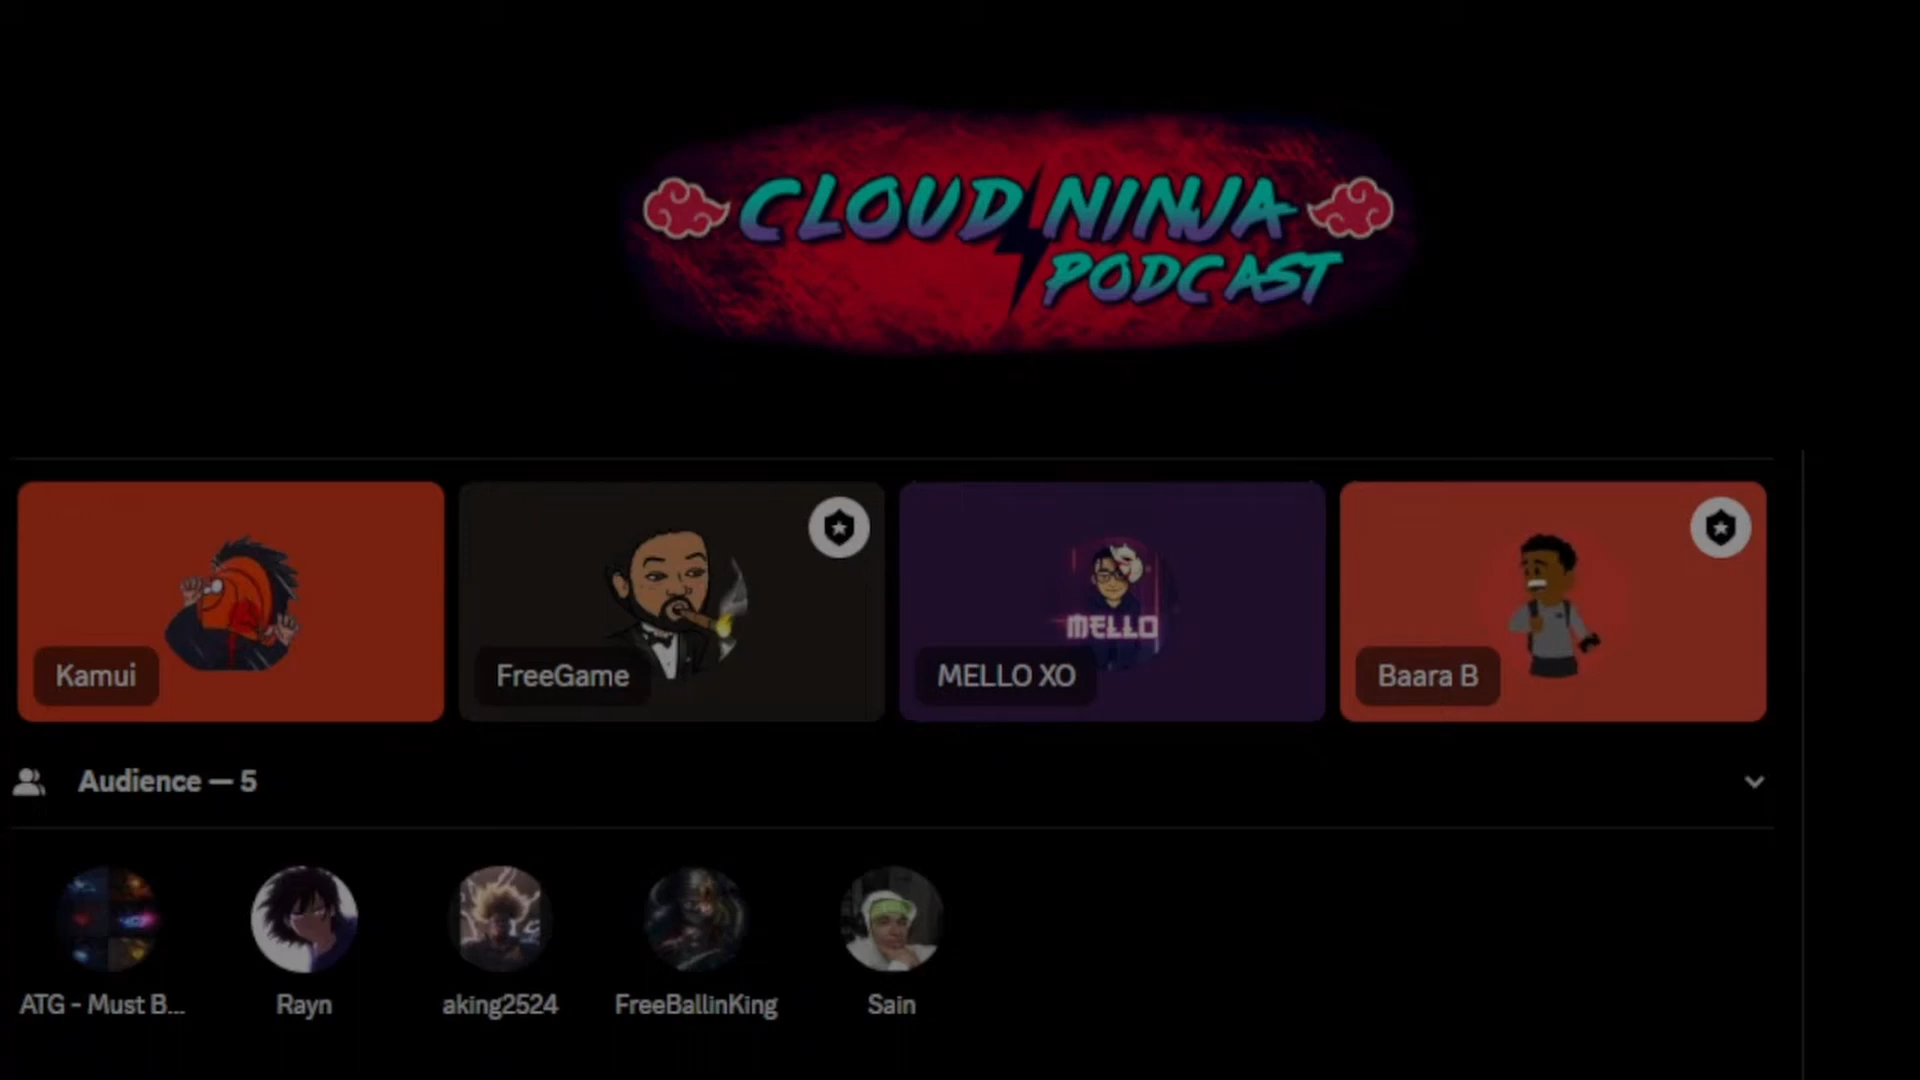 CLOUD NINJA
PODCAST
MELLO
Kamui
FreeGame
MELLO XO
Baara B
Audience — 5
ATG - Must B...
Rayn
aking2524
FreeBallinKing
Sain